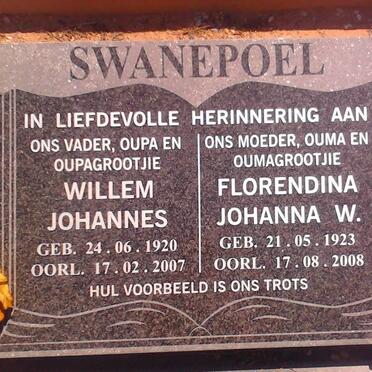 SWANEPOEL
IN LIEFDEVOLLE HERINNERING AAN
ONS VADER, OUPA EN
OUPAGROOTJIE
WILLEM
JOHANNES
GEB. 24.06.1920
OORL. 17.02.2007
ONS MOEDER, OUMA EN
OUMAGROOTJIE
FLORENDINA
JOHANNA W.
GEB. 21.05.1923
OORL. 17.08.2008
HUL VOORBEELD IS ONS TROTS